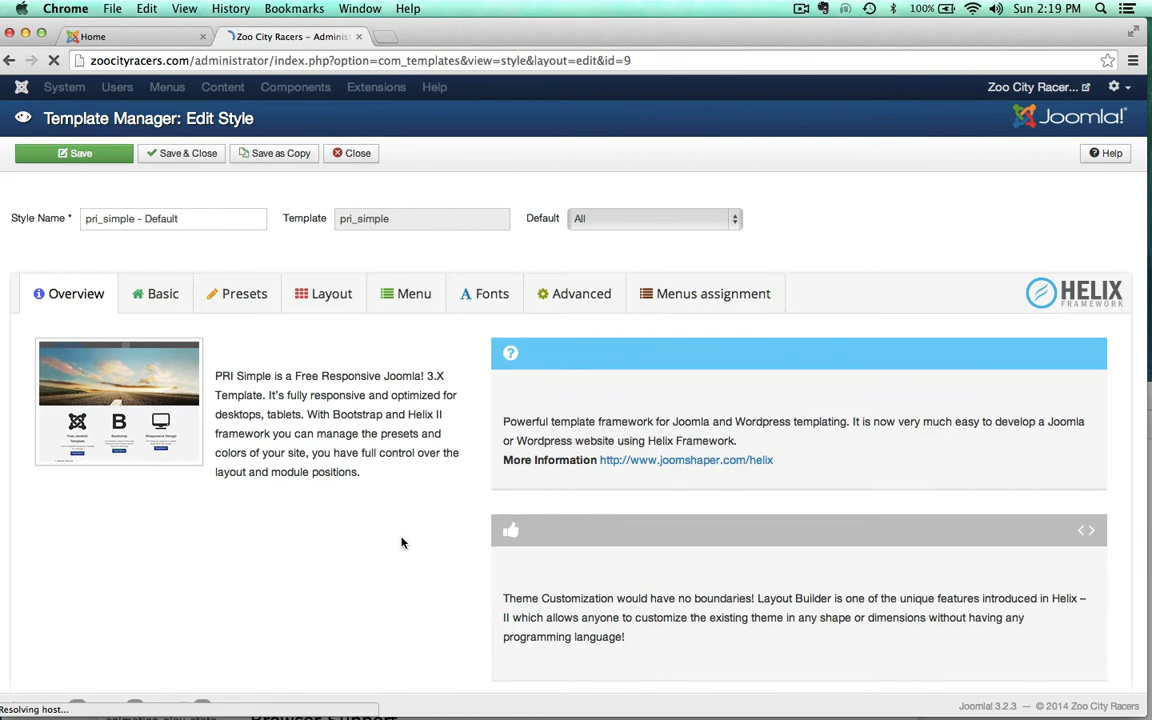 Chrome File Edit View History Bookmarks Window Help 100% Sun 2:19 PM
Home Zoo City Racers – Adminis
zoocityracers.com/administrator/index.php?option=com_templates&view=style&layout=edit&id=9
System Users Menus Content Components Extensions Help Zoo City Racer...
Template Manager: Edit Style Joomla!
Save Save & Close Save as Copy Close Help
Style Name * pri_simple - Default Template pri_simple Default All
Overview Basic Presets Layout Menu Fonts Advanced Menus assignment HELIX
FRAMEWORK
PRI Simple is a Free Responsive Joomla! 3.X
Template. It's fully responsive and optimized for
desktops, tablets. With Bootstrap and Helix II
framework you can manage the presets and
colors of your site, you have full control over the
layout and module positions.
Powerful template framework for Joomla and Wordpress templating. It is now very much easy to develop a Joomla
or Wordpress website using Helix Framework.
More Information http://www.joomshaper.com/helix
Theme Customization would have no boundaries! Layout Builder is one of the unique features introduced in Helix –
II which allows anyone to customize the existing theme in any shape or dimensions without having any
programming language!
Resolving host...
Joomla! 3.2.3 — © 2014 Zoo City Racers